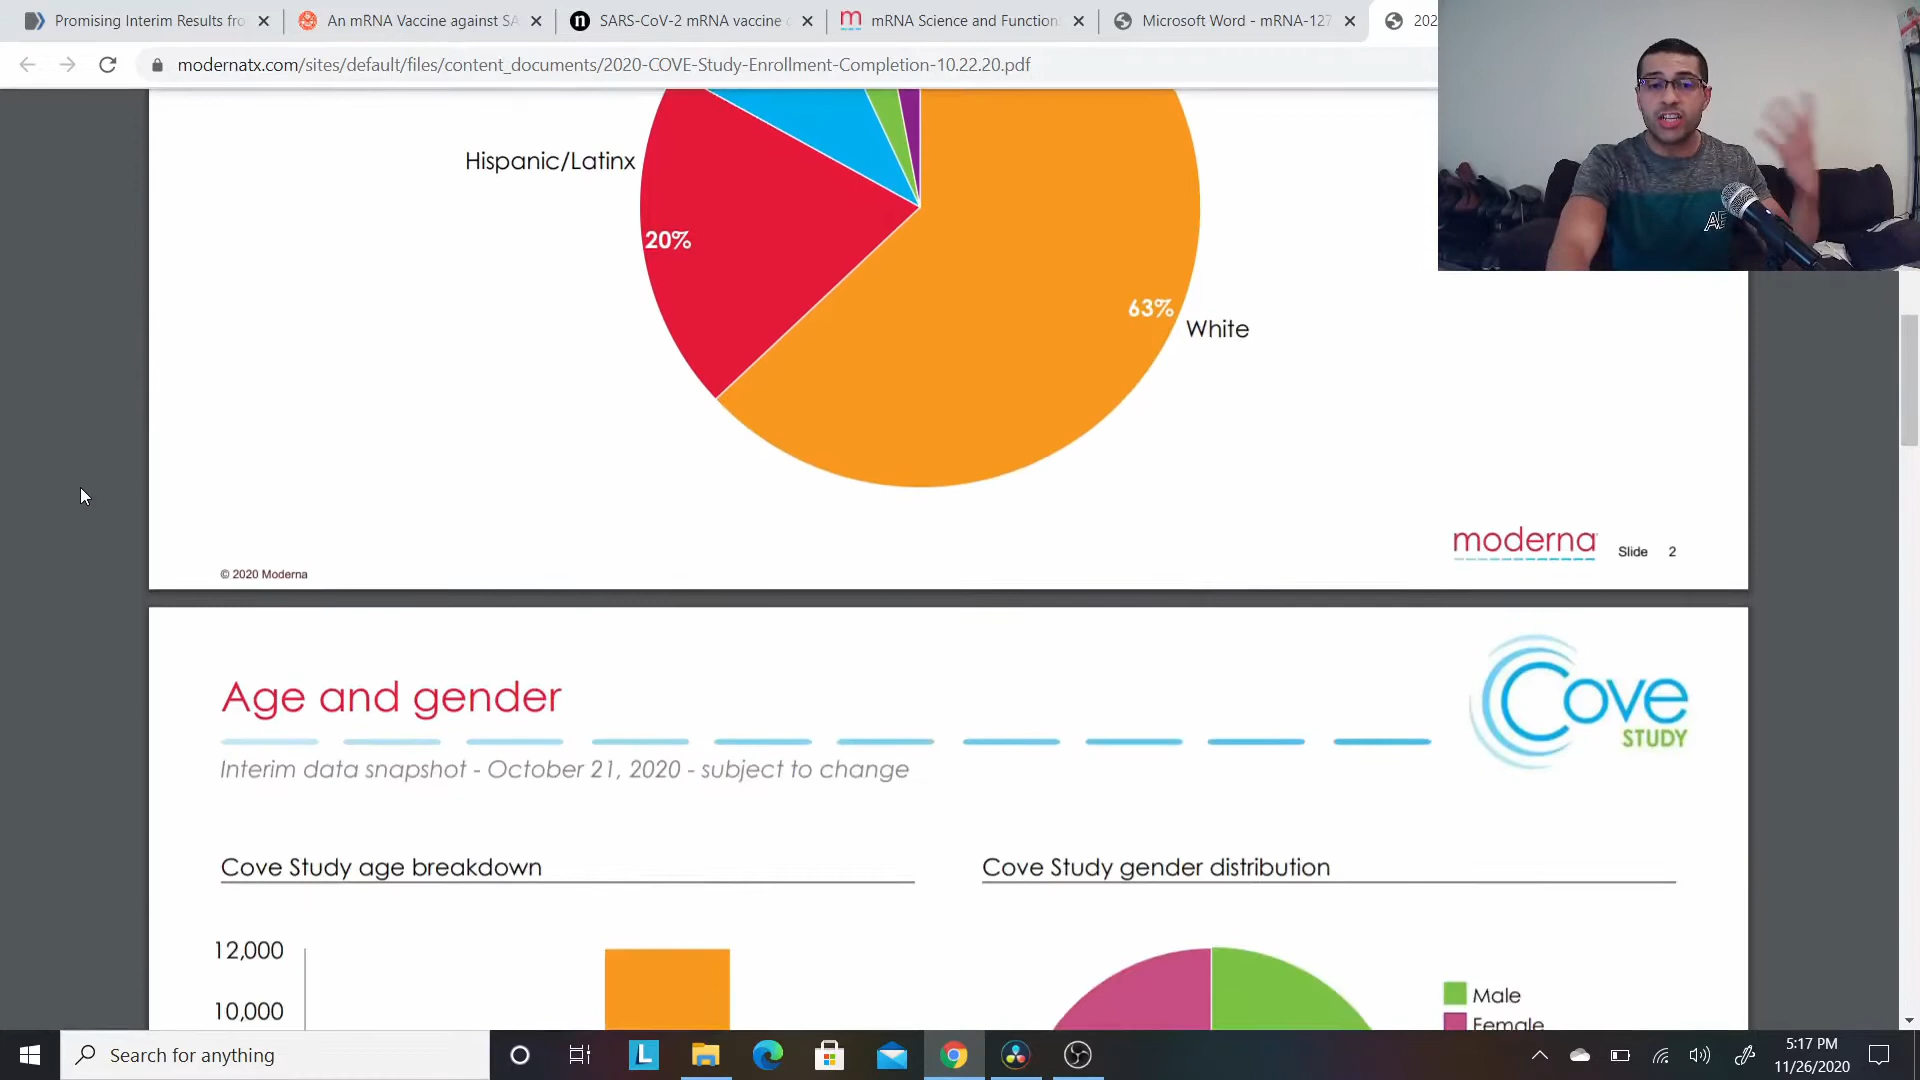 Promising Interim Results fro
An mRNA Vaccine against SA
SARS-CoV-2 mRNA vaccine
mRNA Science and Function
Microsoft Word - mRNA-127
202
modernatx.com/sites/default/files/content_documents/2020-COVE-Study-Enrollment-Completion-10.22.20.pdf
Hispanic/Latinx
20%
63%
White
AE
moderna
Slide 2
© 2020 Moderna
Age and gender
Cove
STUDY
Interim data snapshot - October 21, 2020 - subject to change
Cove Study age breakdown
Cove Study gender distribution
12,000
10,000
Male
Female
Search for anything
5:17 PM
11/26/2020